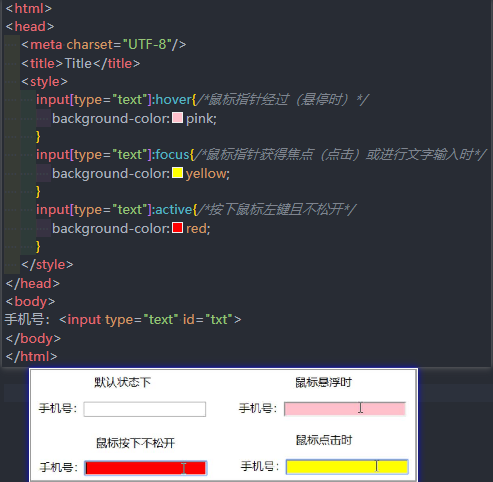 <html>
<head>
<meta charset="UTF-8"/>
<title>Title</title>
<style>
input[type="text"]:hover{/*鼠标指针经过（悬停时）*/
background-color:pink;
}
input[type="text"]:focus{/*鼠标指针获得焦点（点击）或进行文字输入时*/
background-color:yellow;
}
input[type="text"]:active{/*按下鼠标左键且不松开*/
background-color:red;
}
</style>
</head>
<body>
手机号：<input type="text" id="txt">
</body>
</html>
默认状态下 鼠标悬浮时
手机号： 手机号：
鼠标按下不松开 鼠标点击时
手机号： 手机号：